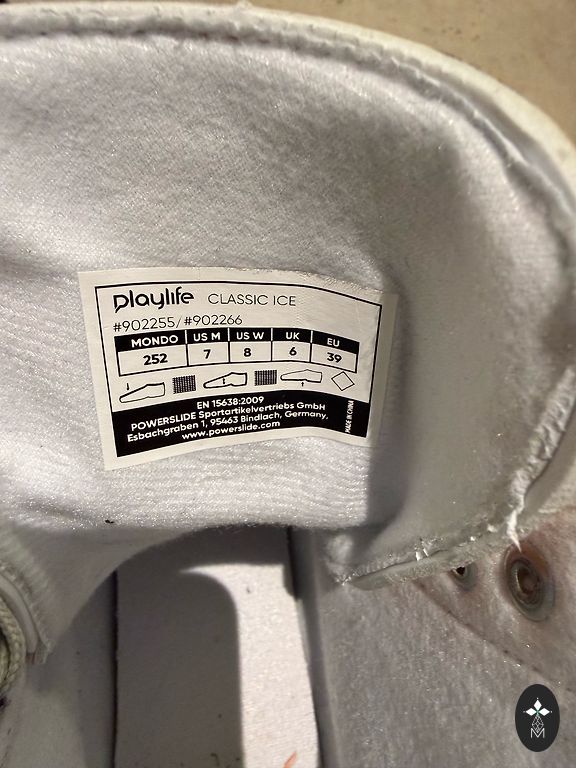 playlife CLASSIC ICE
#902255/#902266
MONDO US M US W UK EU
252 7 8 6 39
EN 15638:2009
POWERSLIDE Sportartikelvertriebs GmbH
Esbachgraben 1, 95463 Bindlach, Germany,
www.powerslide.com
MADE IN CHINA
M